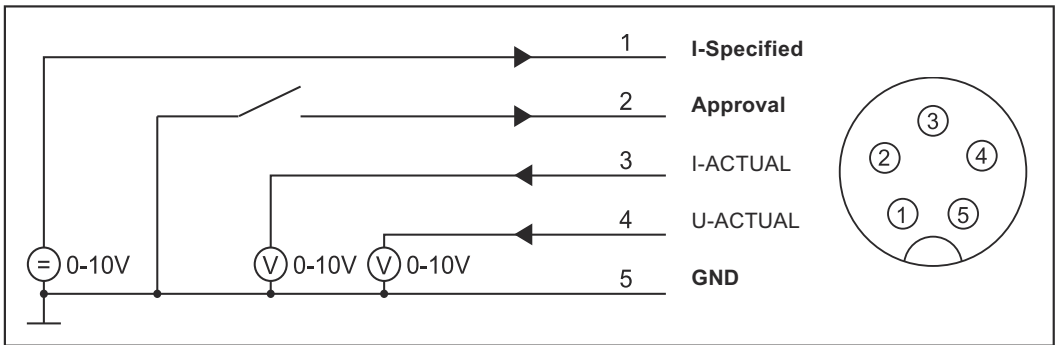 1 I-Specified
2 Approval
3 I-ACTUAL
4 U-ACTUAL
= 0-10V V 0-10V V 0-10V
5 GND
3
2 4
1 5